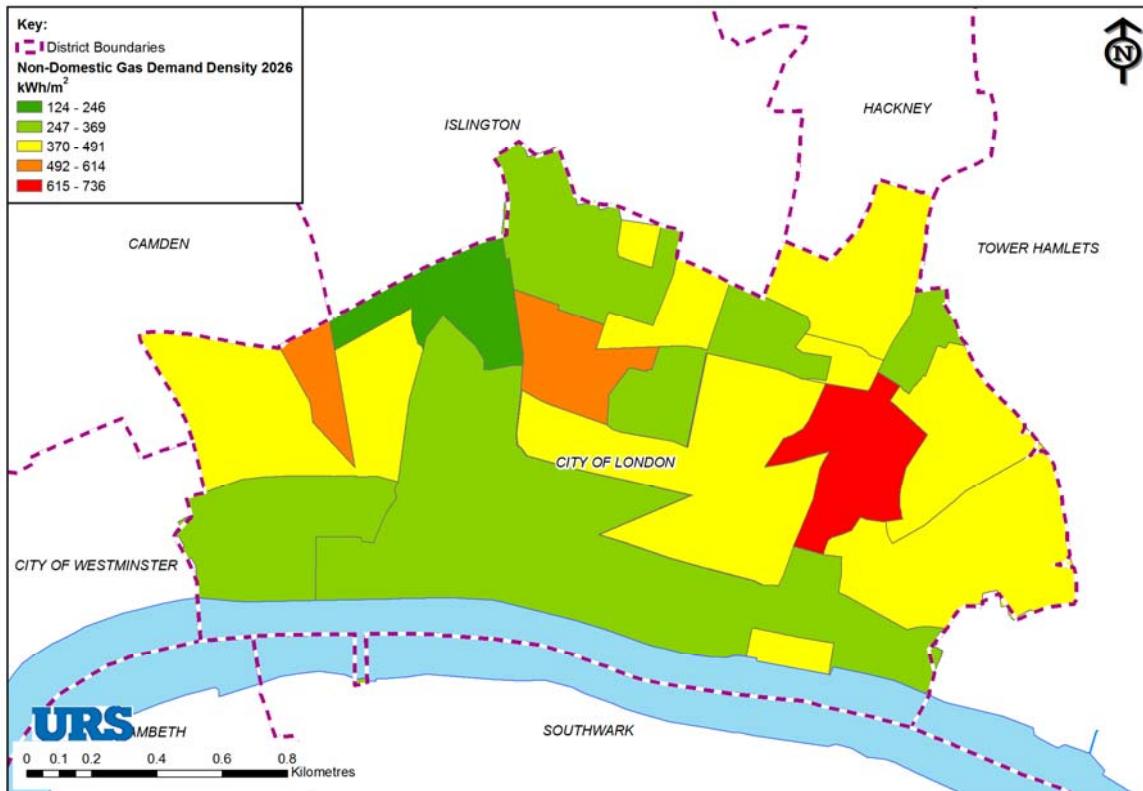 Key:
District Boundaries
Non-Domestic Gas Demand Density 2026
kWh/m²
124 - 246
247 - 369
370 - 491
492 - 614
615 - 736
N
HACKNEY
ISLINGTON
CAMDEN
TOWER HAMLETS
CITY OF LONDON
CITY OF WESTMINSTER
URS
AMBETH
SOUTHWARK
0 0.1 0.2 0.4 0.6 0.8
Kilometres